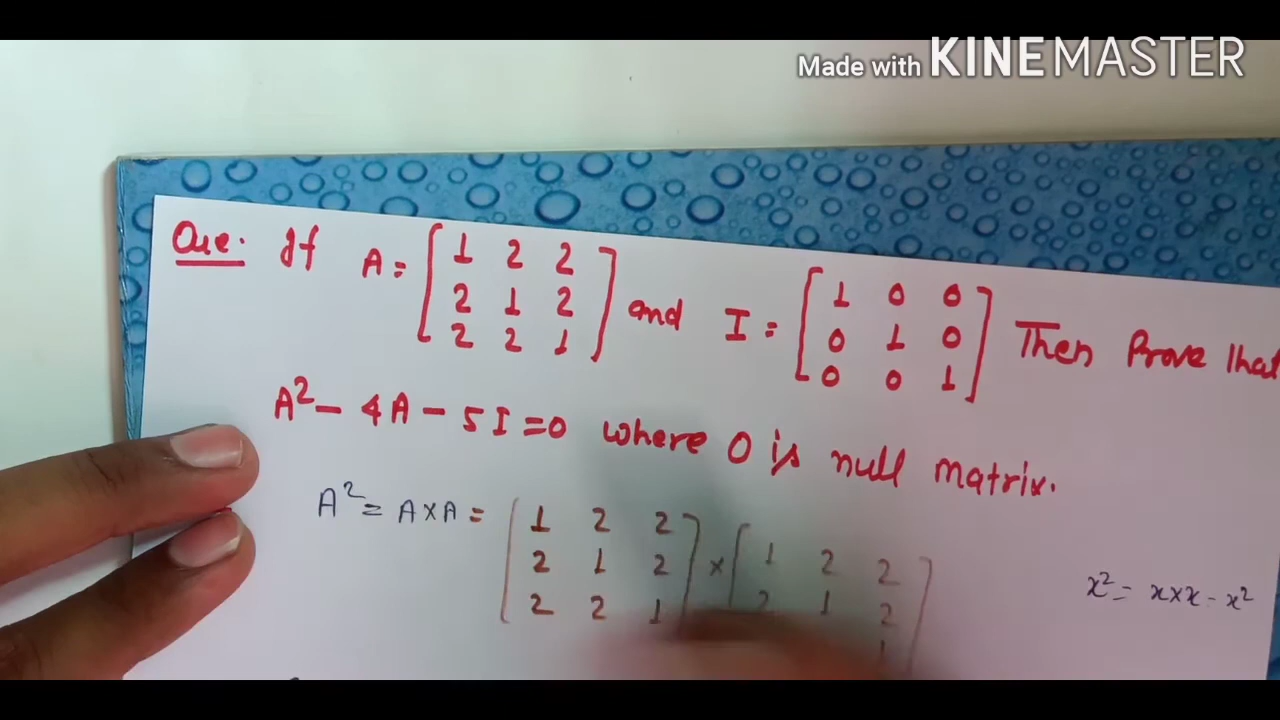 Made with KINEMASTER
Que. If A = [1 2 2 and I = [1 0 0 Then Prove that
2 1 2 0 1 0
2 2 1] 0 0 1]
A² - 4A - 5I = 0 where 0 is null matrix.
A² = A×A = [1 2 2 × [1 2 2
2 1 2 2 1 2
2 2 1] 1]
x² = x×x - x²